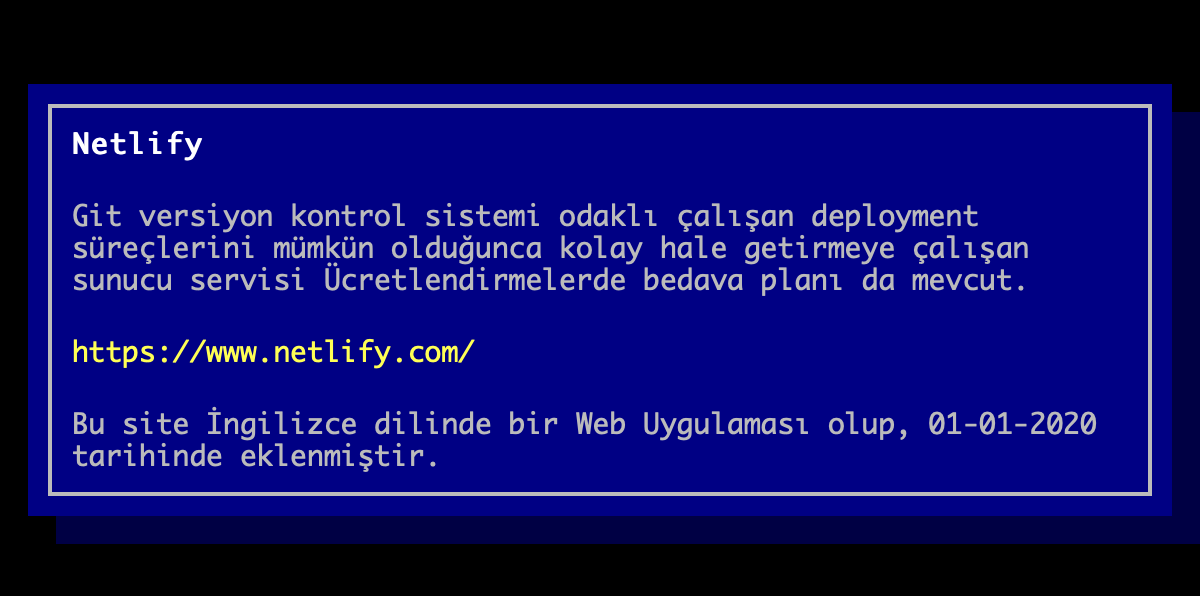 Netlify
Git versiyon kontrol sistemi odaklı çalışan deployment
süreçlerini mümkün olduğunca kolay hale getirmeye çalışan
sunucu servisi Ücretlendirmelerde bedava planı da mevcut.
https://www.netlify.com/
Bu site İngilizce dilinde bir Web Uygulaması olup, 01-01-2020
tarihinde eklenmiştir.